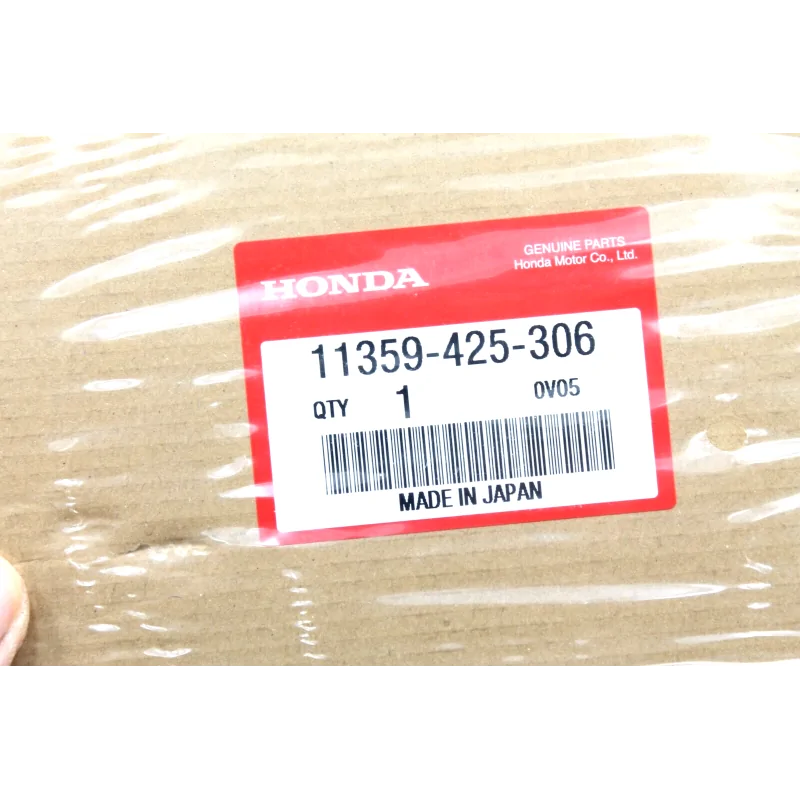 GENUINE PARTS
HONDA Honda Motor Co., Ltd.
11359-425-306
QTY 1 0V05
MADE IN JAPAN